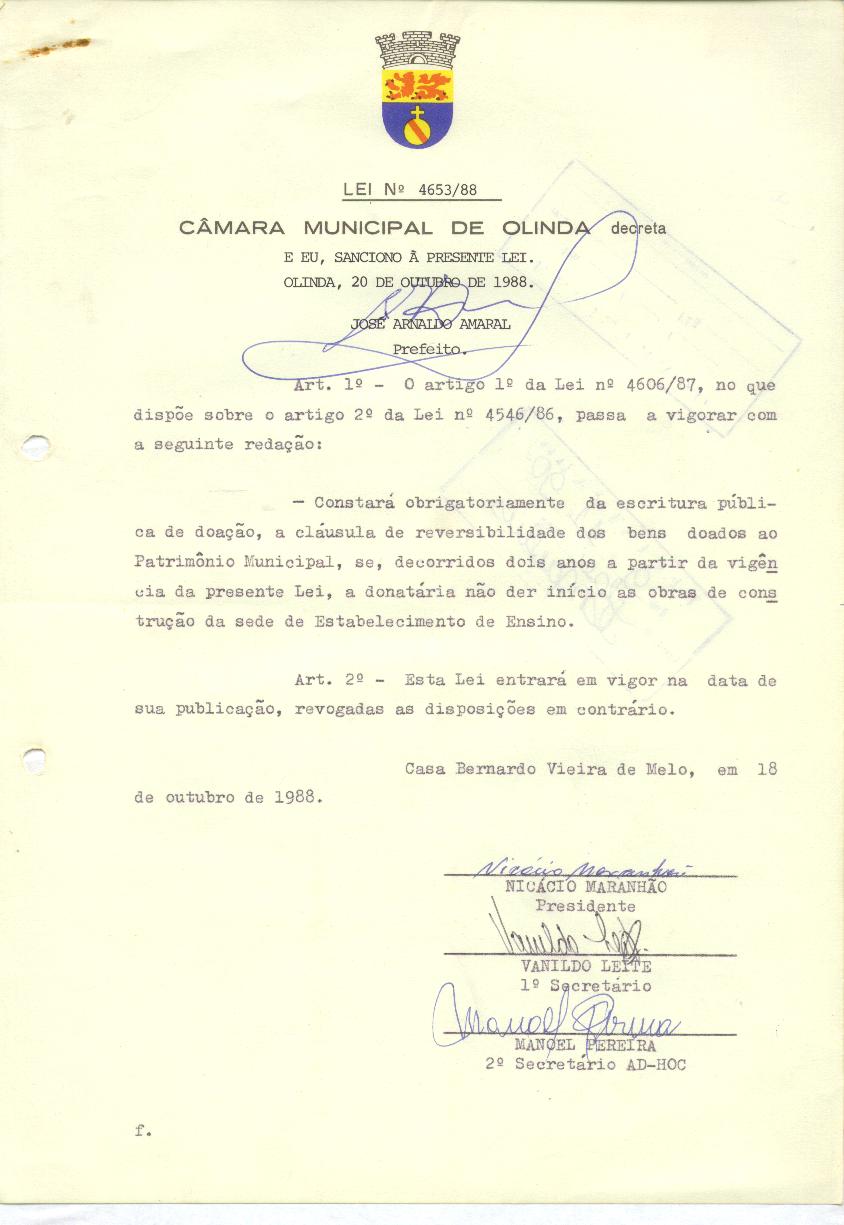 LEI Nº 4653/88
CÂMARA MUNICIPAL DE OLINDA decreta
E EU, SANCIONO À PRESENTE LEI.
OLINDA, 20 DE OUTUBRO DE 1988.
JOSÉ ARNALDO AMARAL
Prefeito.
Art. 1º - O artigo 1º da Lei nº 4606/87, no que
dispõe sobre o artigo 2º da Lei nº 4546/86, passa a vigorar com
a seguinte redação:
- Constará obrigatoriamente da escritura públi-
ca de doação, a cláusula de reversibilidade dos bens doados ao
Patrimônio Municipal, se, decorridos dois anos a partir da vigên
cia da presente Lei, a donatária não der início as obras de cons
trução da sede de Estabelecimento de Ensino.
Art. 2º - Esta Lei entrará em vigor na data de
sua publicação, revogadas as disposições em contrário.
Casa Bernardo Vieira de Melo, em 18
de outubro de 1988.
Nicácio Maranhão
NICÁCIO MARANHÃO
Presidente
Vanildo Leite
VANILDO LEITE
1º Secretário
Manoel Pereira
MANOEL PEREIRA
2º Secretário AD-HOC
f.